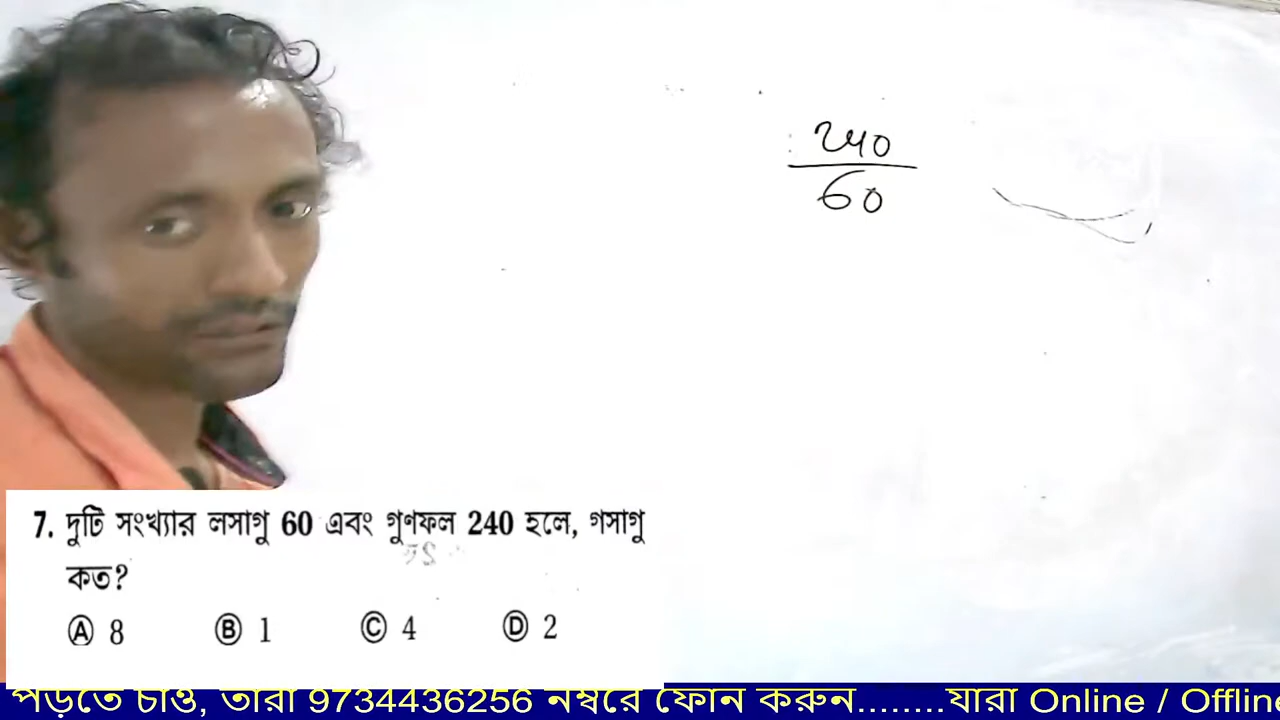 240
60
7. দুটি সংখ্যার লসাগু 60 এবং গুণফল 240 হলে, গসাগু
কত?
Ⓐ 8 Ⓑ 1 Ⓒ 4 Ⓓ 2
পড়তে চাও, তারা 9734436256 নম্বরে ফোন করুন........যারা Online / Offline